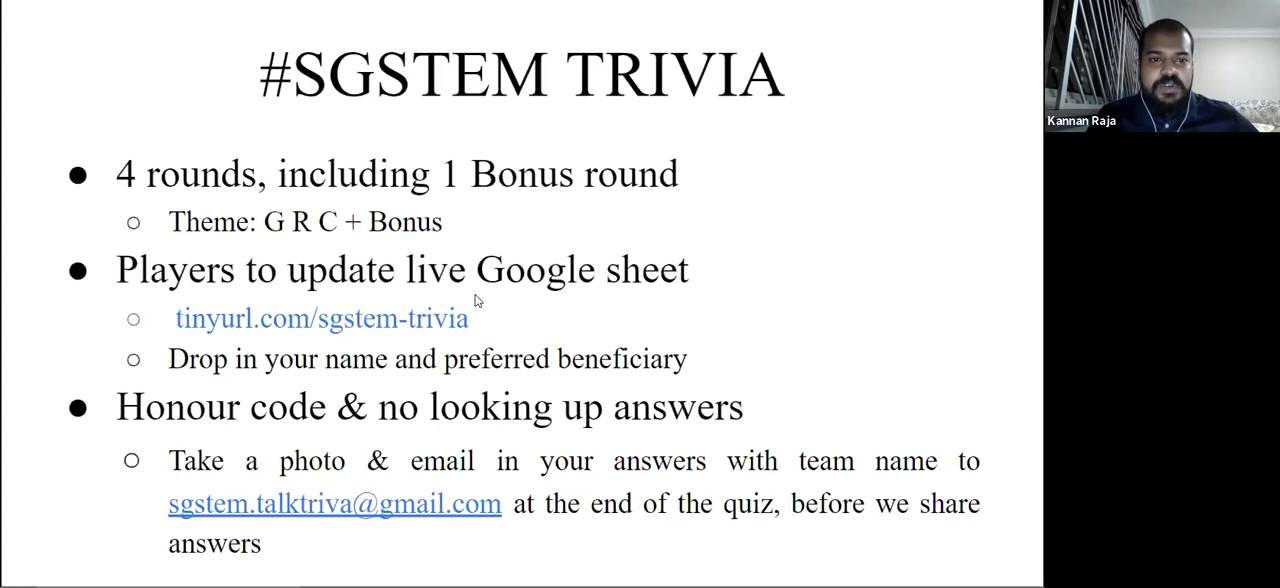 #SGSTEM TRIVIA
Kannan Raja
● 4 rounds, including 1 Bonus round
○ Theme: G R C + Bonus
● Players to update live Google sheet
○ tinyurl.com/sgstem-trivia
○ Drop in your name and preferred beneficiary
● Honour code & no looking up answers
○ Take a photo & email in your answers with team name to
sgstem.talktriva@gmail.com at the end of the quiz, before we share
answers